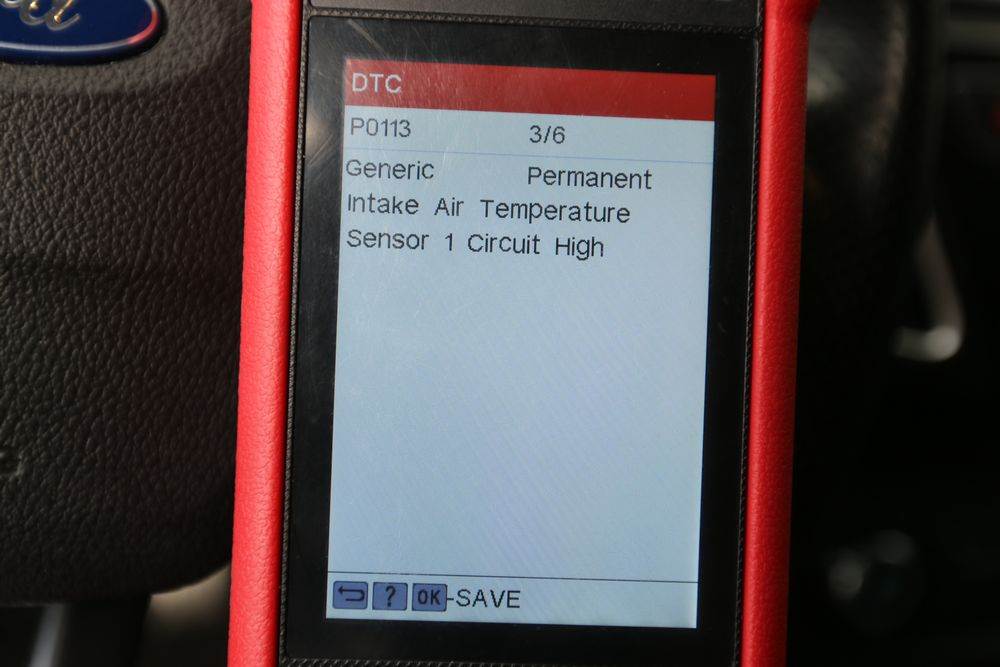 DTC
P0113 3/6
Generic Permanent
Intake Air Temperature
Sensor 1 Circuit High
? OK -SAVE